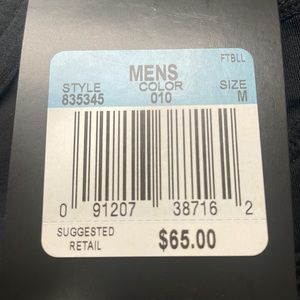 FTBLL
MENS
STYLE COLOR SIZE
835345 010 M
0 91207 38716 2
SUGGESTED
RETAIL $65.00